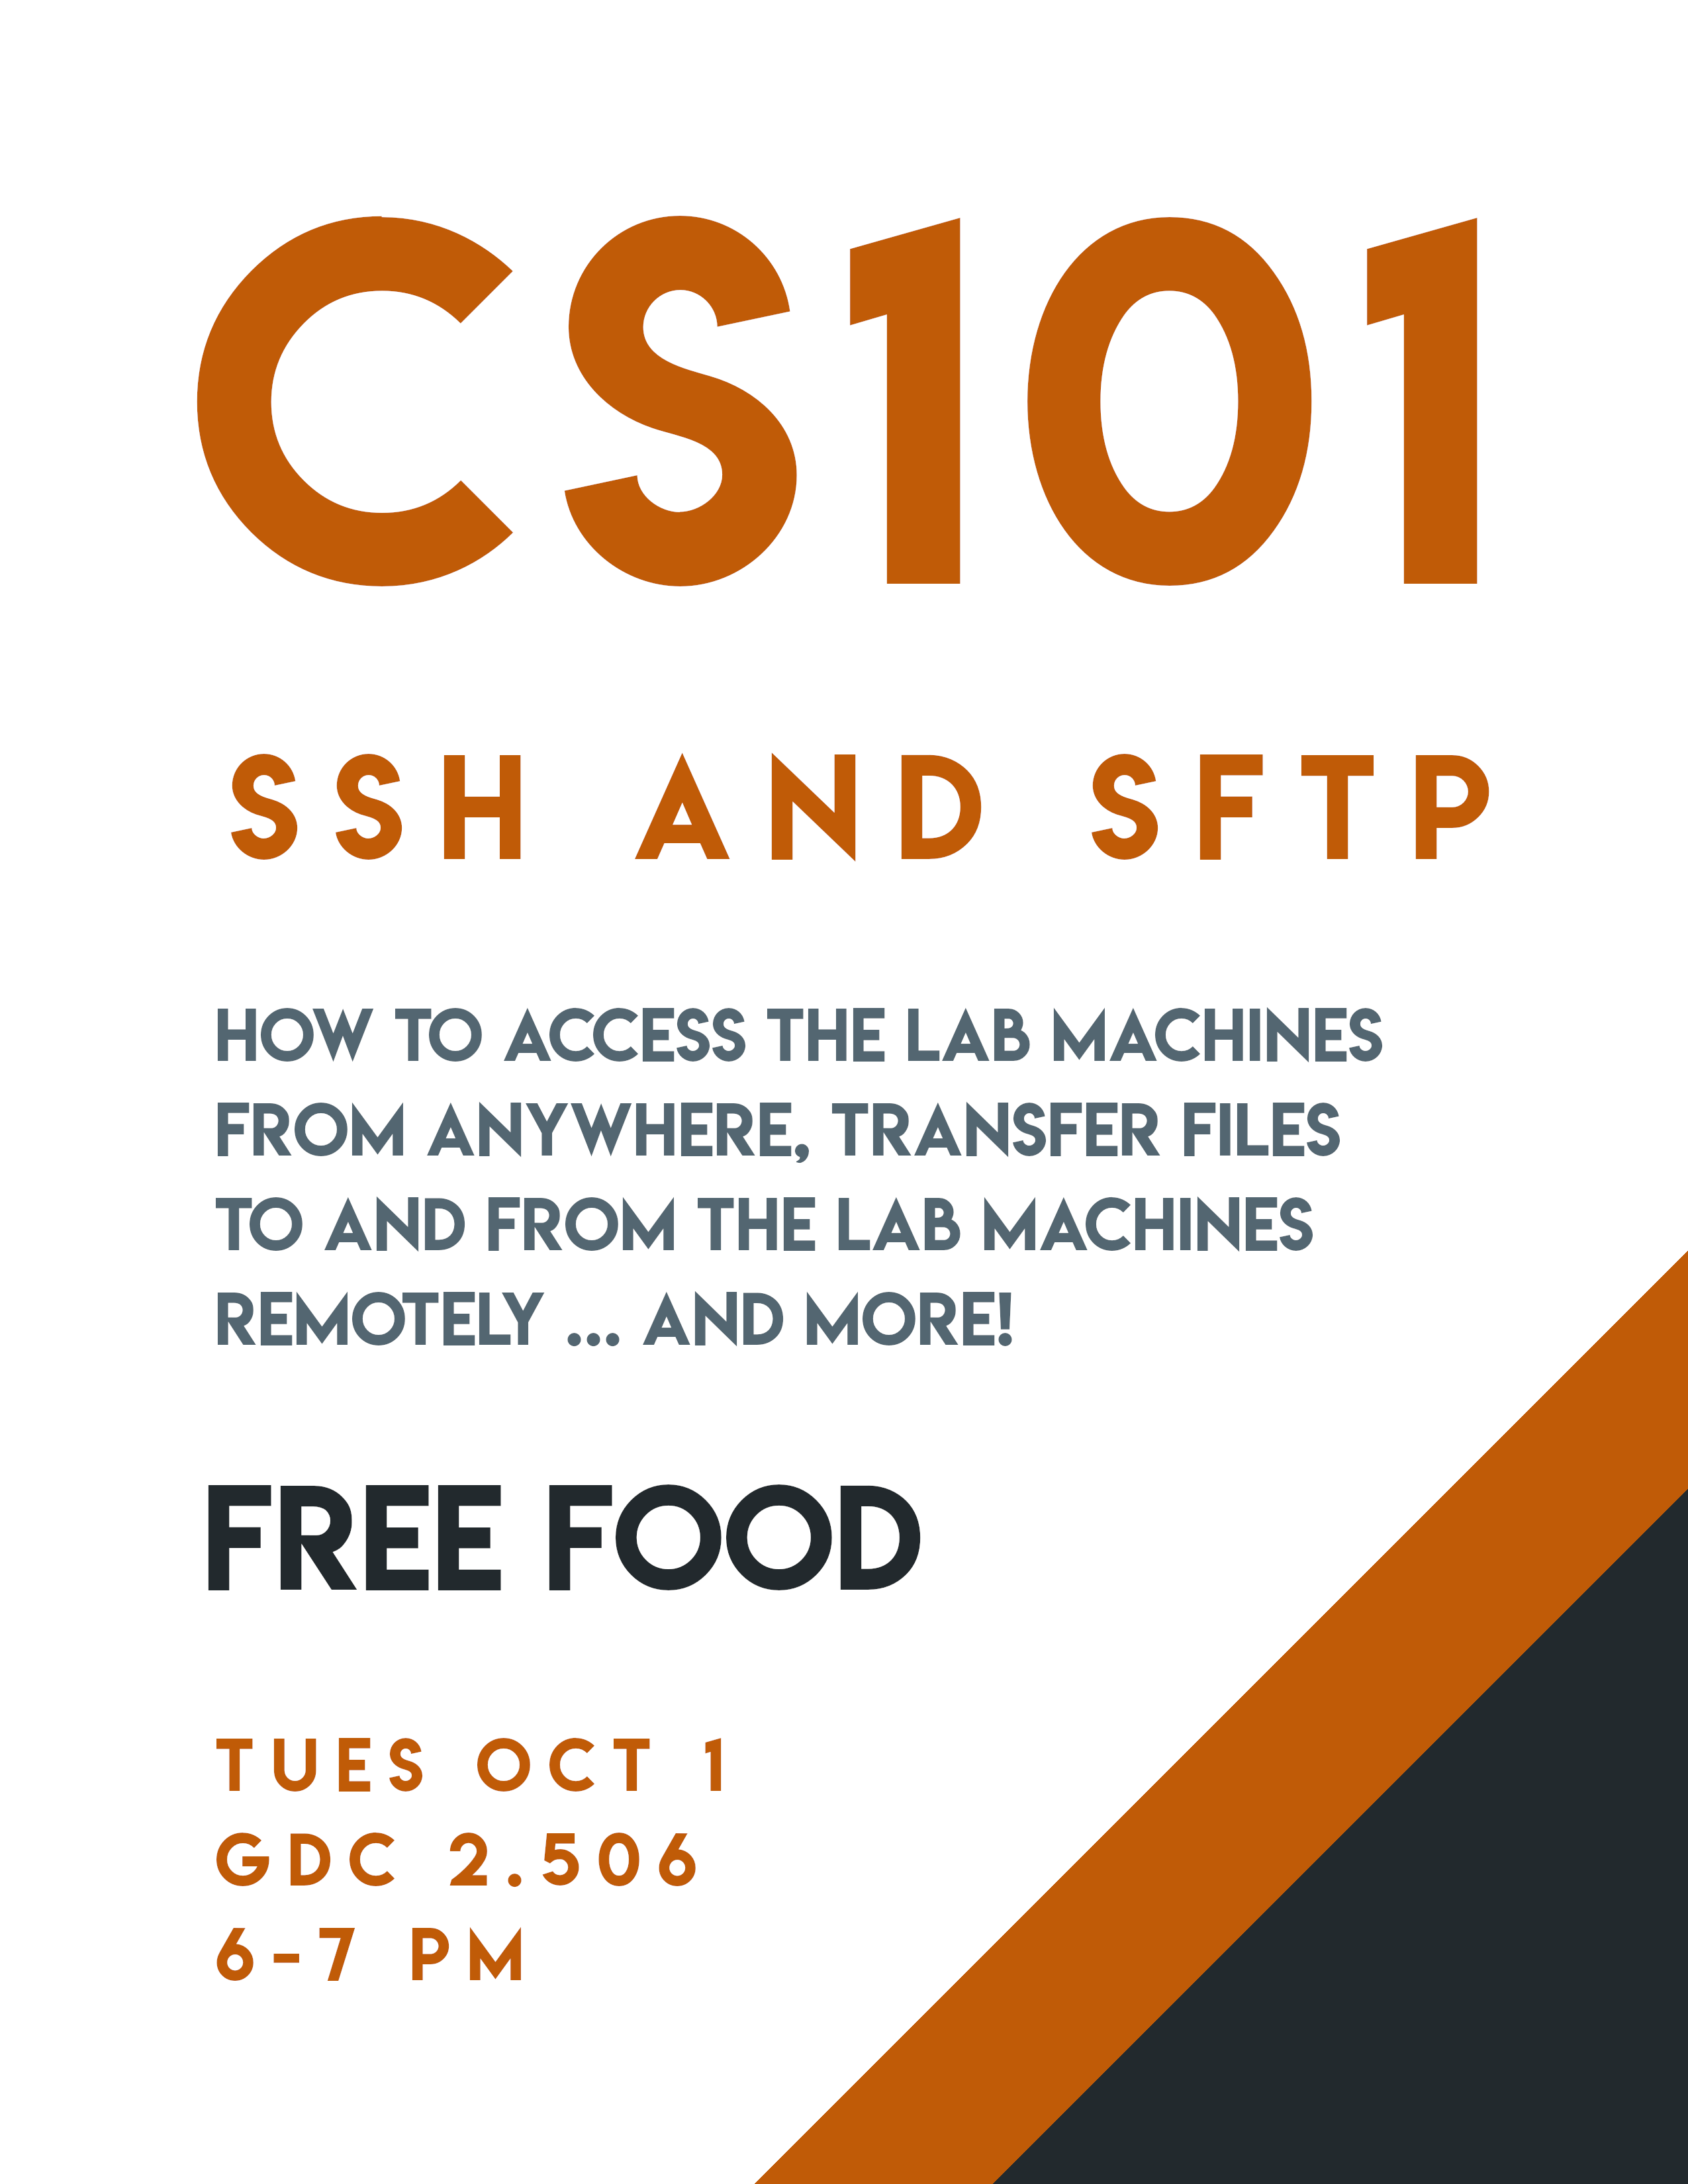 CS101
SSH AND SFTP
HOW TO ACCESS THE LAB MACHINES
FROM ANYWHERE, TRANSFER FILES
TO AND FROM THE LAB MACHINES
REMOTELY ... AND MORE!
FREE FOOD
TUES OCT 1
GDC 2.506
6-7 PM